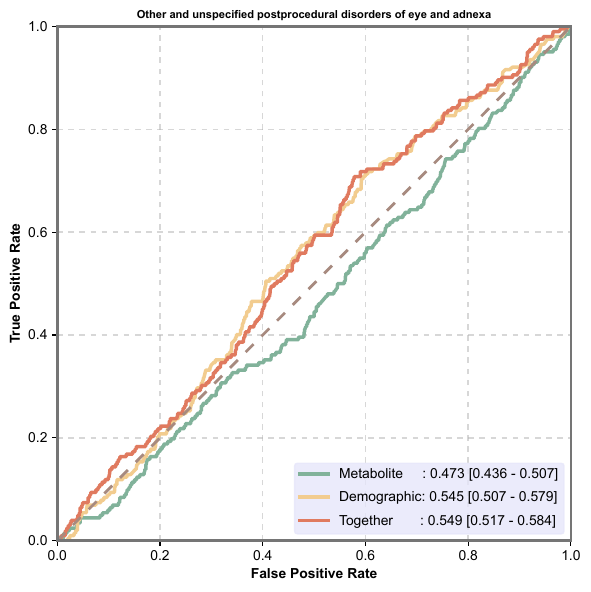 Other and unspecified postprocedural disorders of eye and adnexa
1.0
0.8
0.6
0.4
0.2
0.0
True Positive Rate
Metabolite : 0.473 [0.436 - 0.507]
Demographic: 0.545 [0.507 - 0.579]
Together : 0.549 [0.517 - 0.584]
0.0 0.2 0.4 0.6 0.8 1.0
False Positive Rate